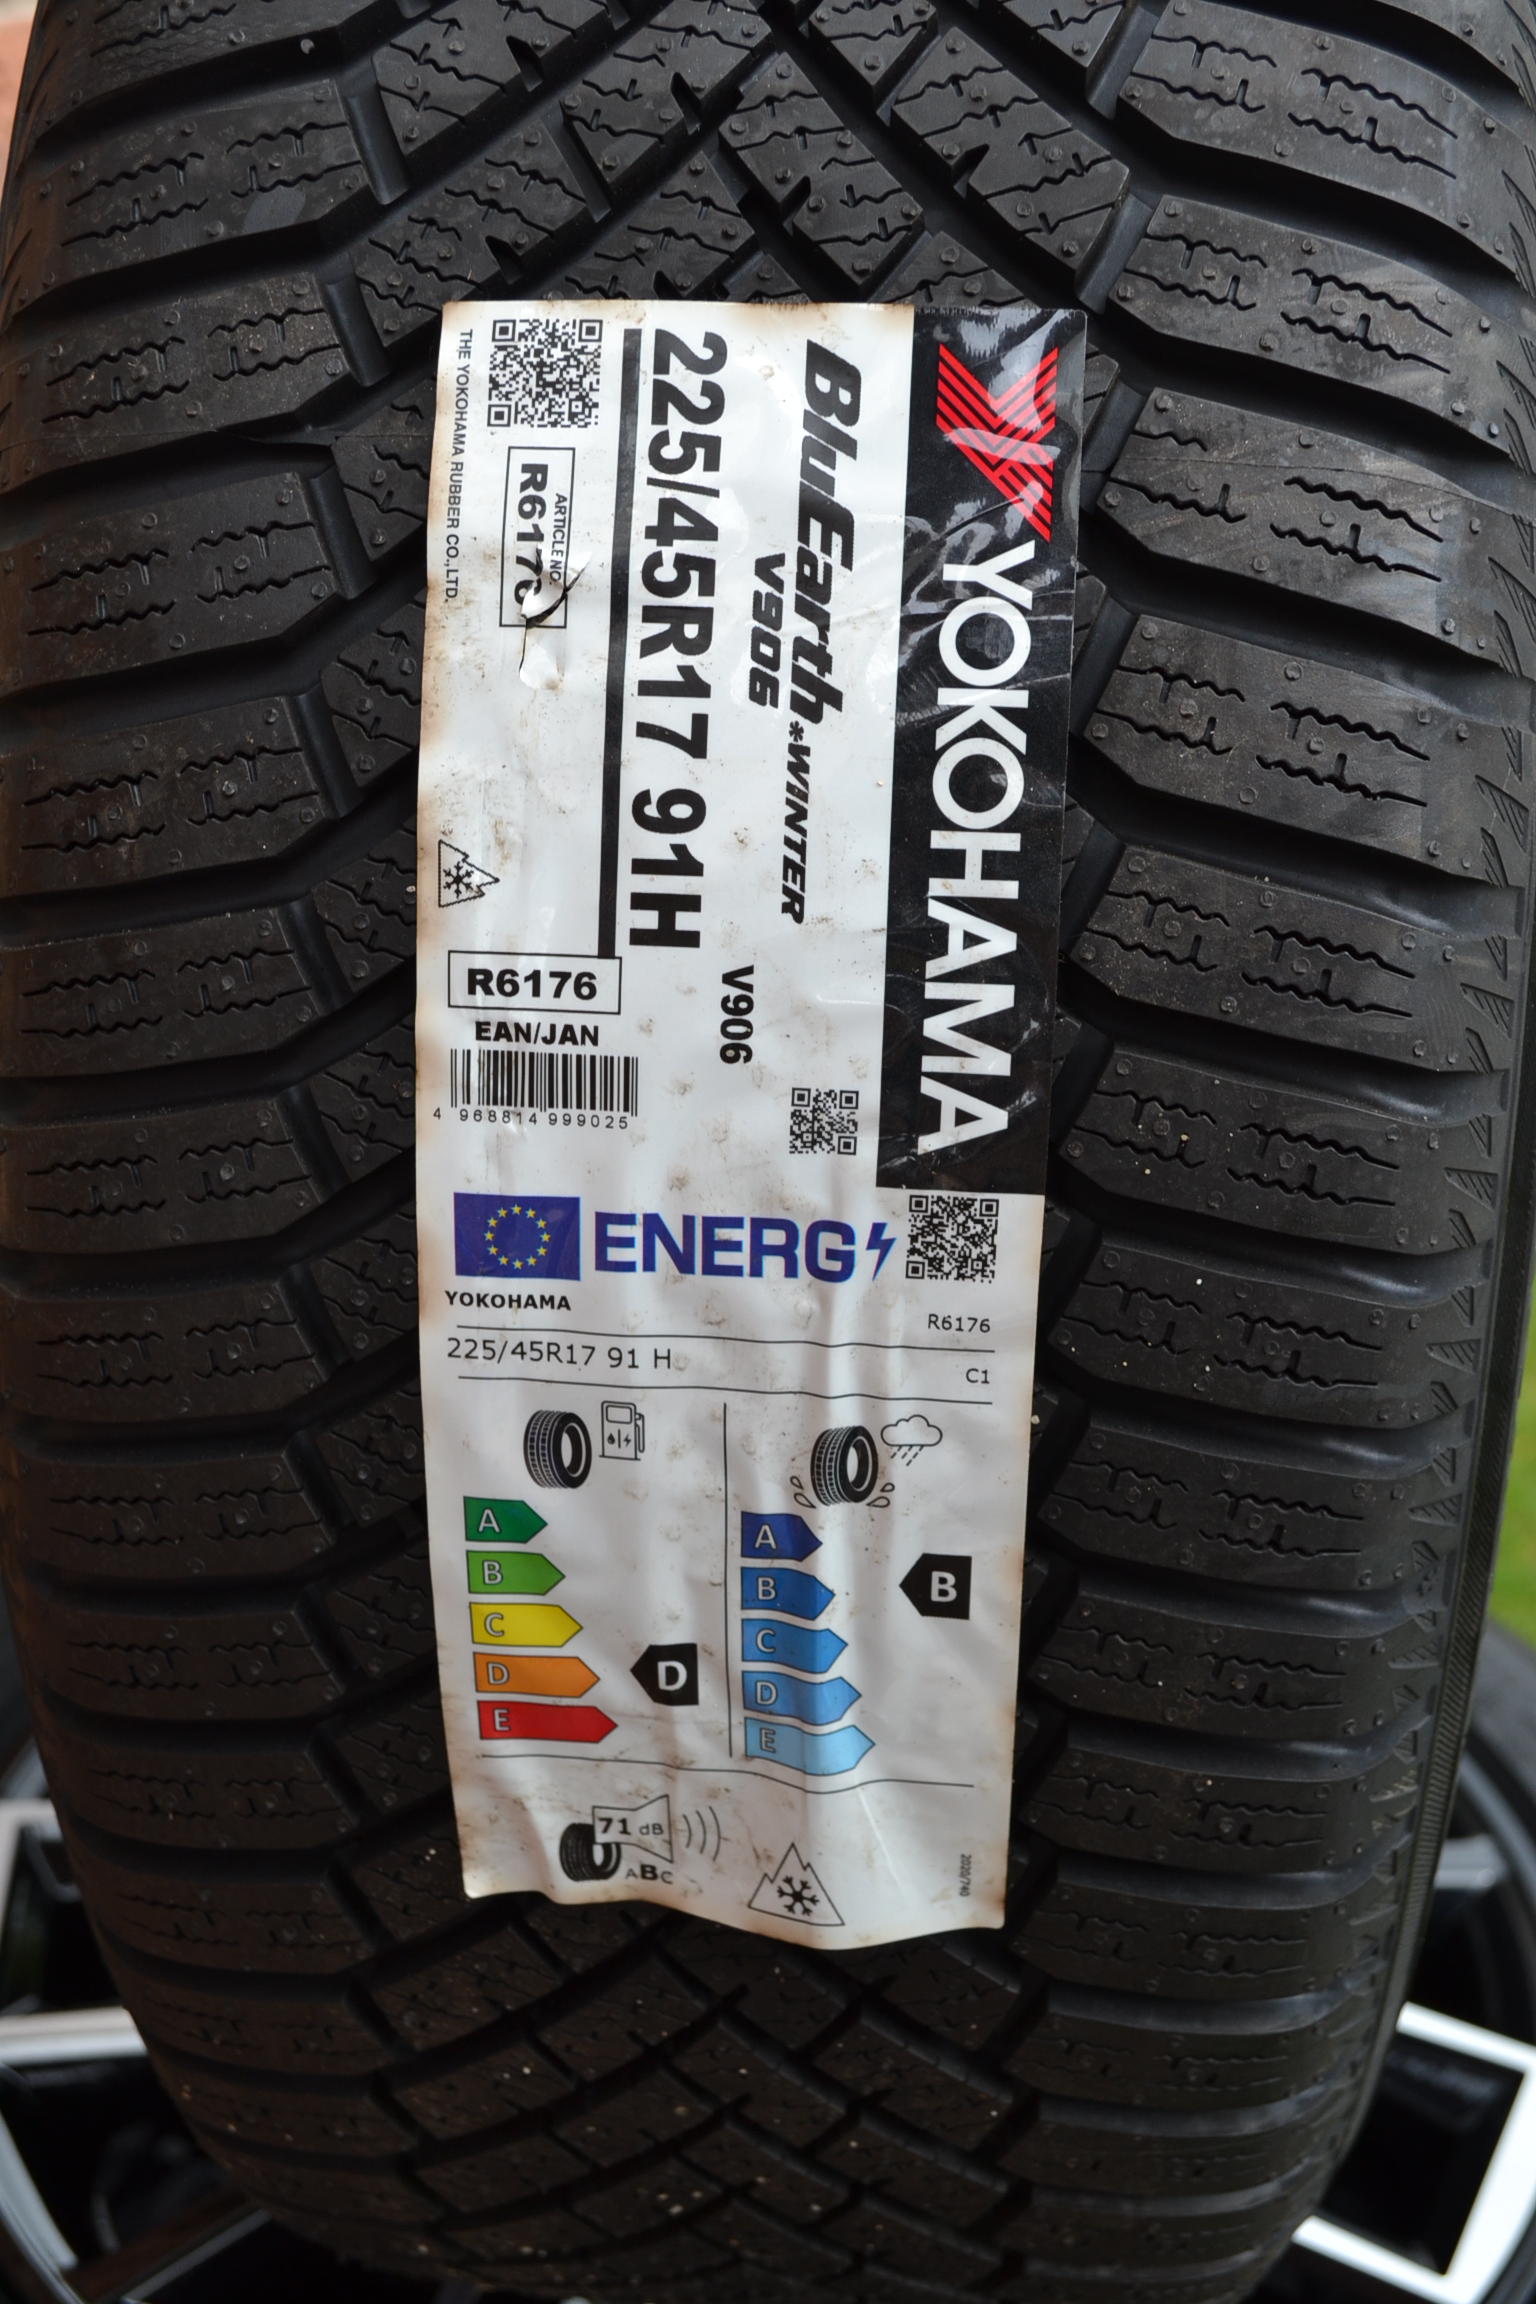 YOKOHAMA
BluEarth*WINTER
V906
V906
225/45R17 91H
ARTICLE NO.
THE YOKOHAMA RUBBER CO.,LTD.
R6176
EAN/JAN
4 968814 999025
ENERG
YOKOHAMA
R6176
225/45R17 91 H
C1
A
B
C
D
E
D
A
B
C
D
E
B
71 dB
ABC
2020/740